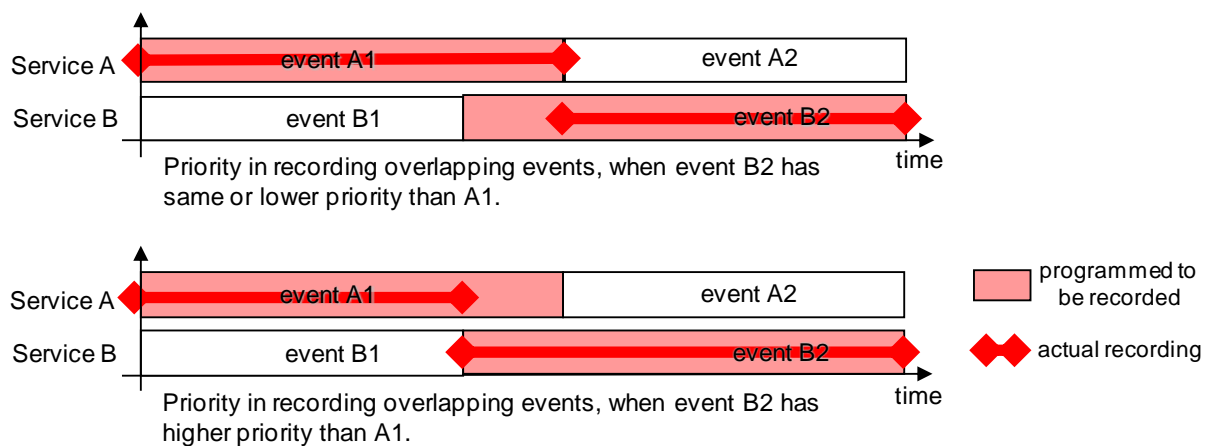 Service A
event A1
event A2
Service B
event B1
event B2
time
Priority in recording overlapping events, when event B2 has
same or lower priority than A1.
Service A
event A1
event A2
Service B
event B1
event B2
time
Priority in recording overlapping events, when event B2 has
higher priority than A1.
programmed to
be recorded
actual recording